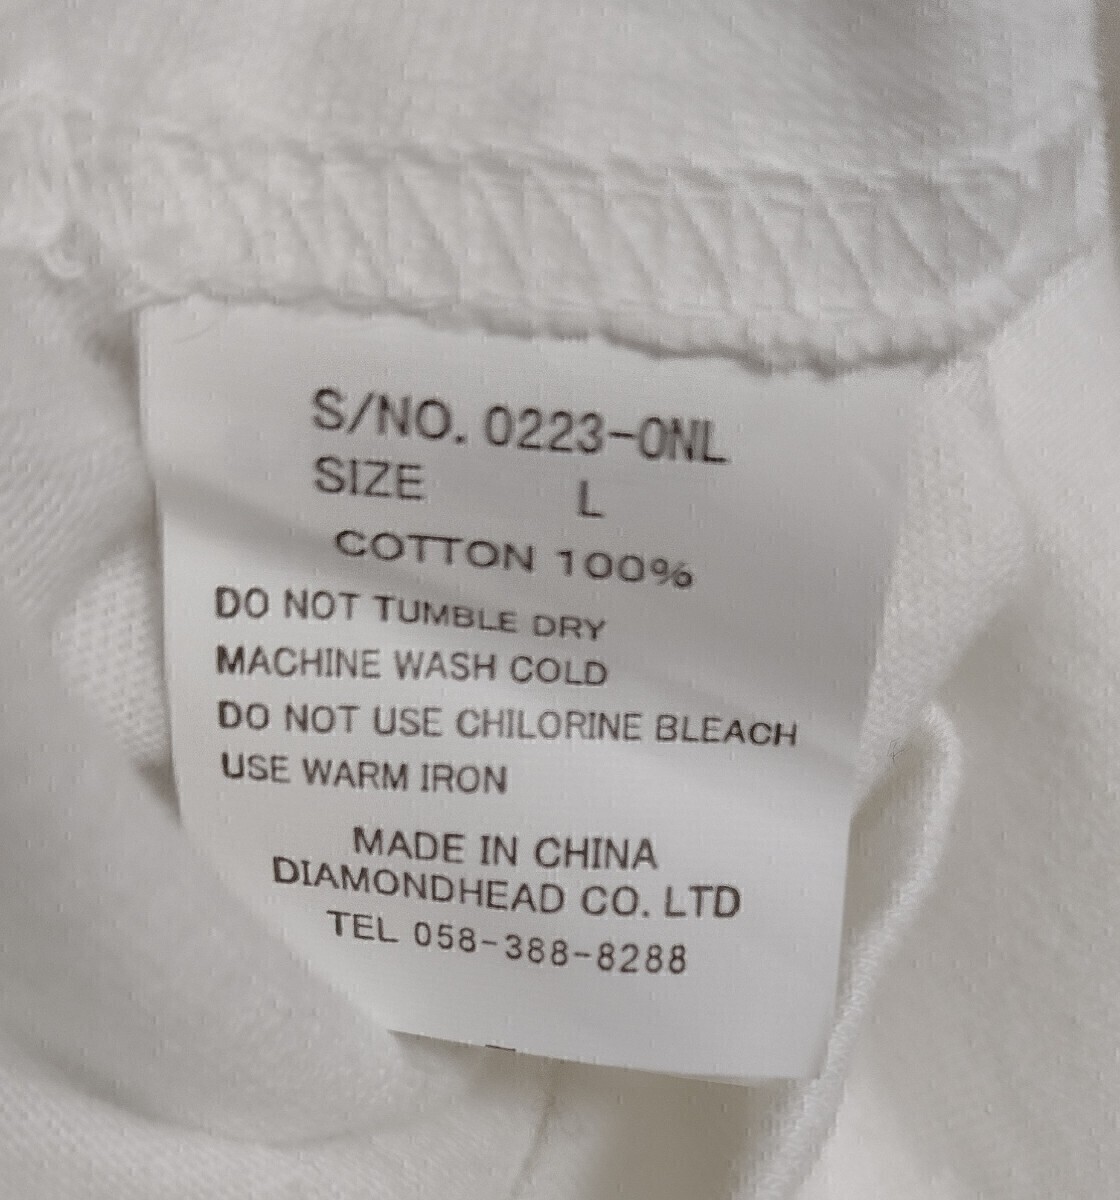 S/NO. 0223-0NL
SIZE L
COTTON 100%
DO NOT TUMBLE DRY
MACHINE WASH COLD
DO NOT USE CHILORINE BLEACH
USE WARM IRON
MADE IN CHINA
DIAMONDHEAD CO. LTD
TEL 058-388-8288